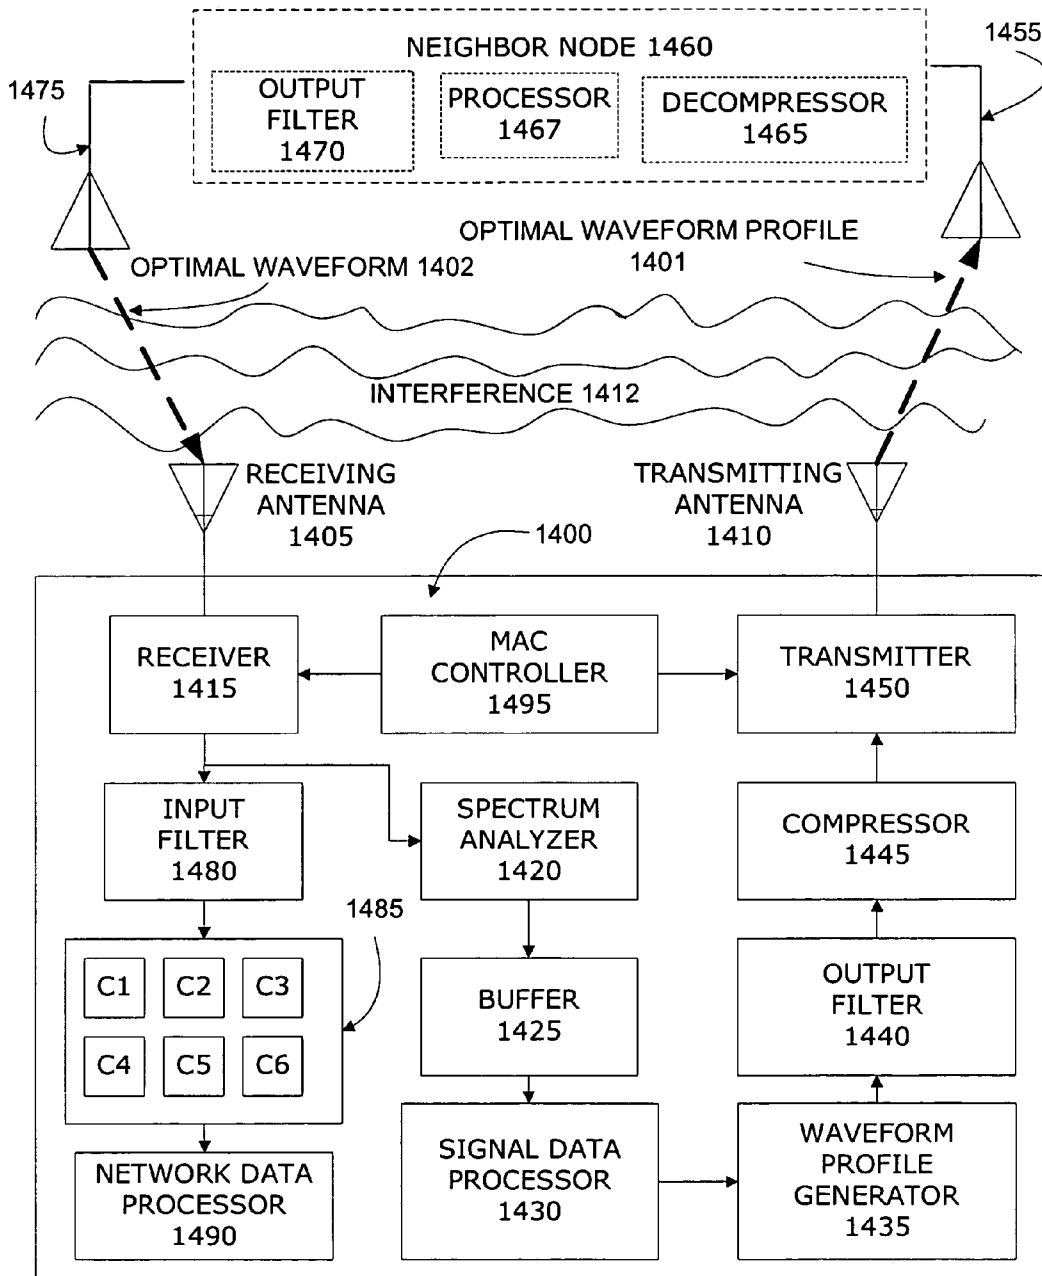 1455
NEIGHBOR NODE 1460
1475
OUTPUT
FILTER
1470
PROCESSOR
1467
DECOMPRESSOR
1465
OPTIMAL WAVEFORM PROFILE
1401
OPTIMAL WAVEFORM 1402
INTERFERENCE 1412
RECEIVING
ANTENNA
1405
TRANSMITTING
ANTENNA
1410
1400
RECEIVER
1415
MAC
CONTROLLER
1495
TRANSMITTER
1450
INPUT
FILTER
1480
SPECTRUM
ANALYZER
1420
COMPRESSOR
1445
1485
C1 C2 C3
C4 C5 C6
BUFFER
1425
OUTPUT
FILTER
1440
NETWORK DATA
PROCESSOR
1490
SIGNAL DATA
PROCESSOR
1430
WAVEFORM
PROFILE
GENERATOR
1435